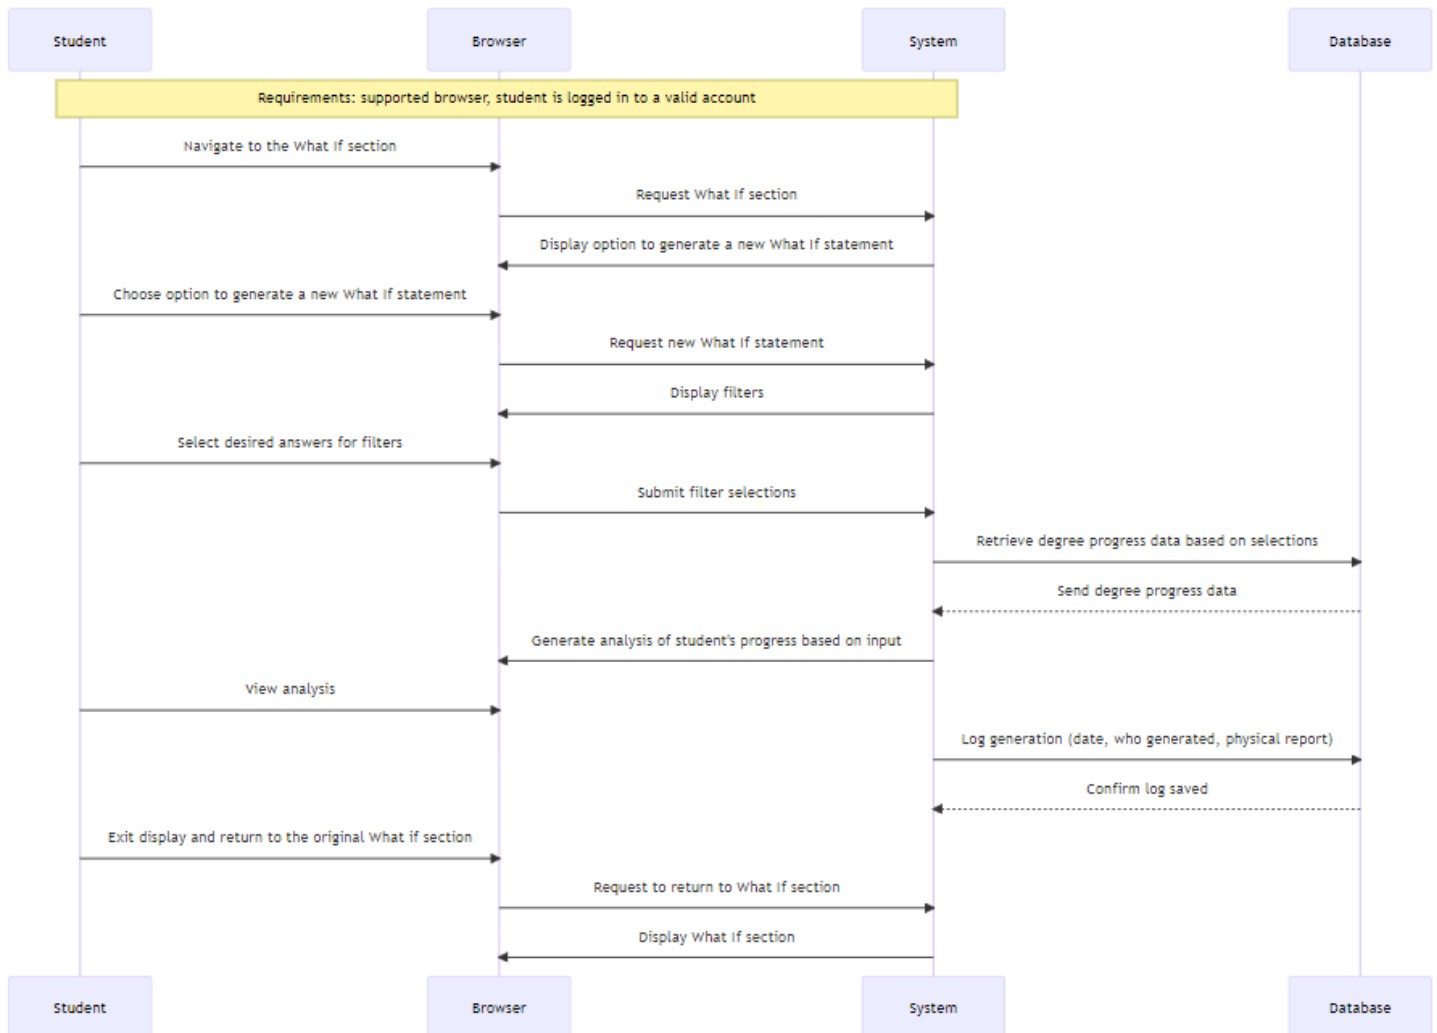 Student
Browser
System
Database
Requirements: supported browser, student is logged in to a valid account
Navigate to the What If section
Request What If section
Display option to generate a new What If statement
Choose option to generate a new What If statement
Request new What If statement
Display filters
Select desired answers for filters
Submit filter selections
Retrieve degree progress data based on selections
Send degree progress data
Generate analysis of student's progress based on input
View analysis
Log generation (date, who generated, physical report)
Confirm log saved
Exit display and return to the original What if section
Request to return to What If section
Display What If section
Student
Browser
System
Database